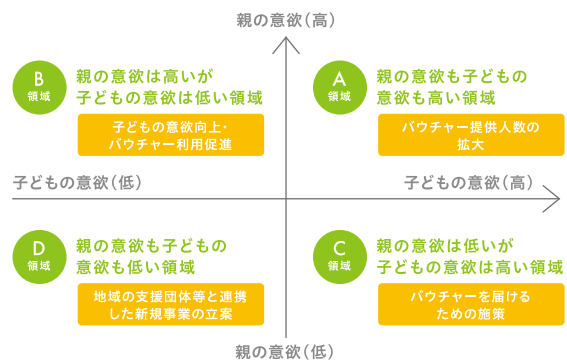 親の意欲(高)
B
領域
親の意欲は高いが
子どもの意欲は低い領域
子どもの意欲向上・
バウチャー利用促進
A
領域
親の意欲も子どもの
意欲も高い領域
バウチャー提供人数の
拡大
子どもの意欲(低)
子どもの意欲(高)
D
領域
親の意欲も子どもの
意欲も低い領域
地域の支援団体等と連携
した新規事業の立案
C
領域
親の意欲は低いが
子どもの意欲は高い領域
バウチャーを届ける
ための施策
親の意欲(低)